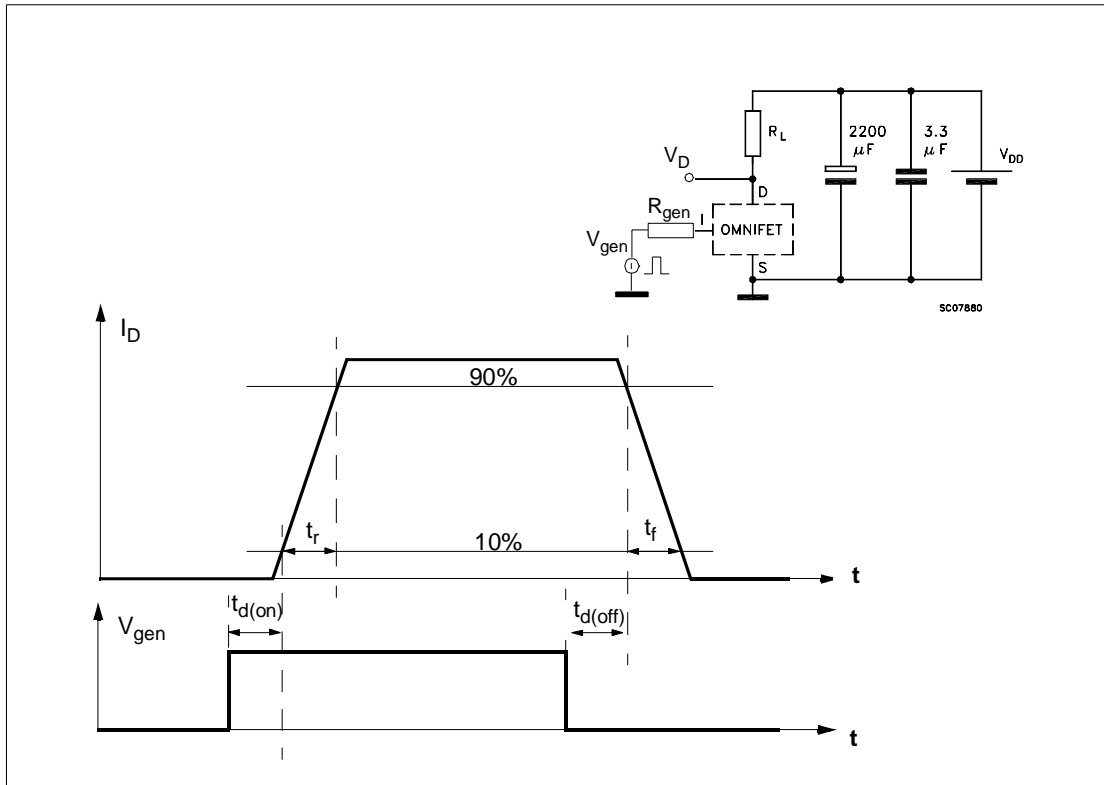 R_L
2200
µF
3.3
µF
V_DD
V_D
D
R_gen
I
OMNIFET
V_gen
S
SC07880
I_D
90%
t_r
10%
t_f
t
t_d(on)
t_d(off)
V_gen
t